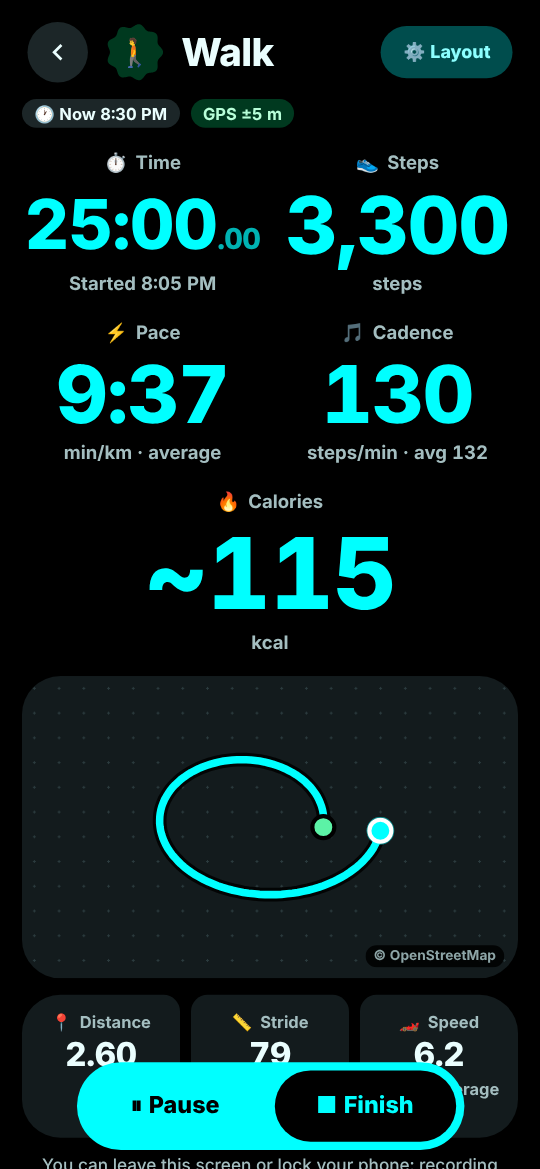 Walk
Layout
Now 8:30 PM
GPS ±5 m
Time
25:00.00
Started 8:05 PM
Steps
3,300
steps
Pace
9:37
min/km · average
Cadence
130
steps/min · avg 132
Calories
~115
kcal
© OpenStreetMap
Distance
2.60
Stride
79
Speed
6.2
Pause
Finish
You can leave this screen or lock your phone: recording